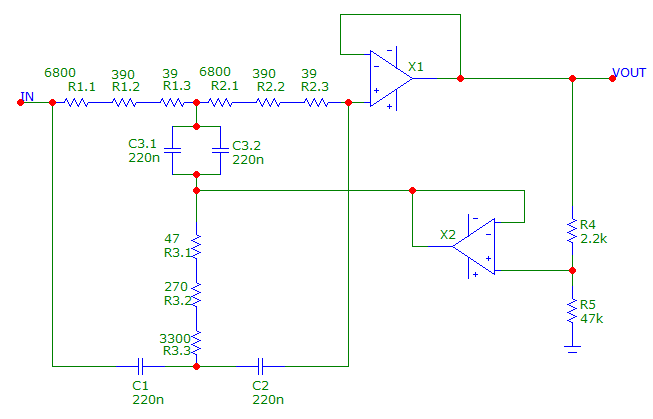 X1
6800 390 39 6800 390 39
R1.1 R1.2 R1.3 R2.1 R2.2 R2.3
IN
VOUT
C3.1 C3.2
220n 220n
X2
R4
2.2k
47
R3.1
270
R3.2
3300
R3.3
R5
47k
C1 C2
220n 220n